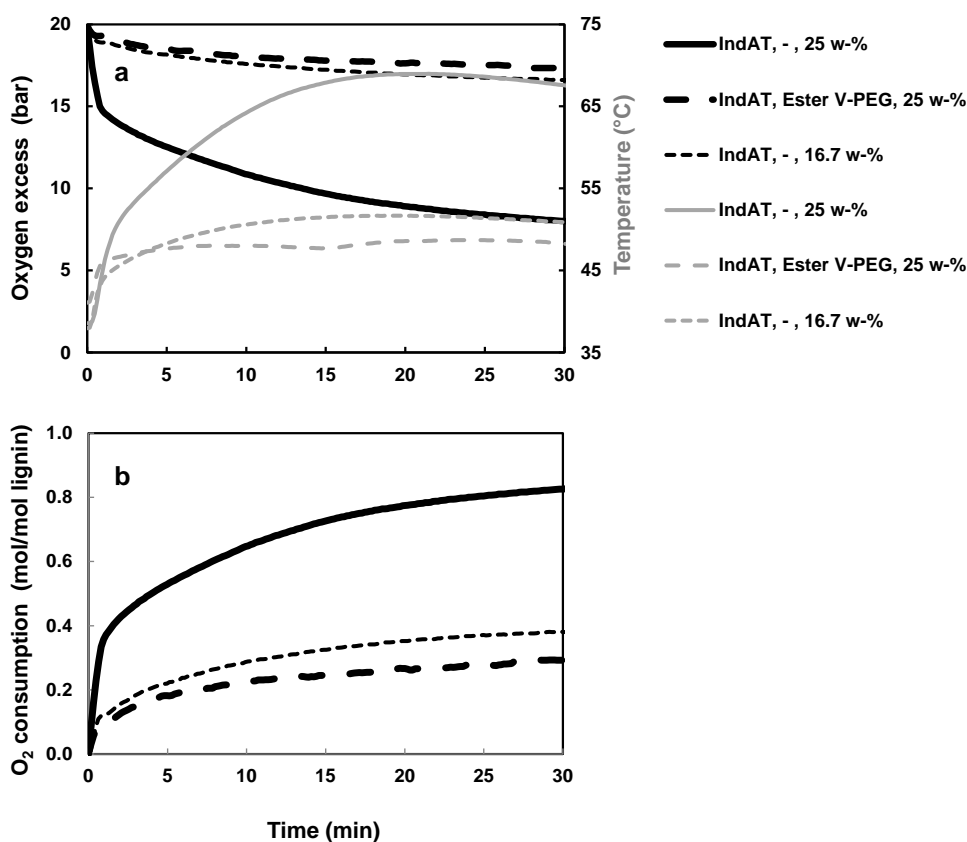 20
15
10
5
0
Oxygen excess (bar)
a
75
65
55
45
35
Temperature (°C)
0 5 10 15 20 25 30
IndAT, - , 25 w-%
IndAT, Ester V-PEG, 25 w-%
IndAT, - , 16.7 w-%
IndAT, - , 25 w-%
IndAT, Ester V-PEG, 25 w-%
IndAT, - , 16.7 w-%
1.0
0.8
0.6
0.4
0.2
0.0
O₂ consumption (mol/mol lignin)
b
0 5 10 15 20 25 30
Time (min)